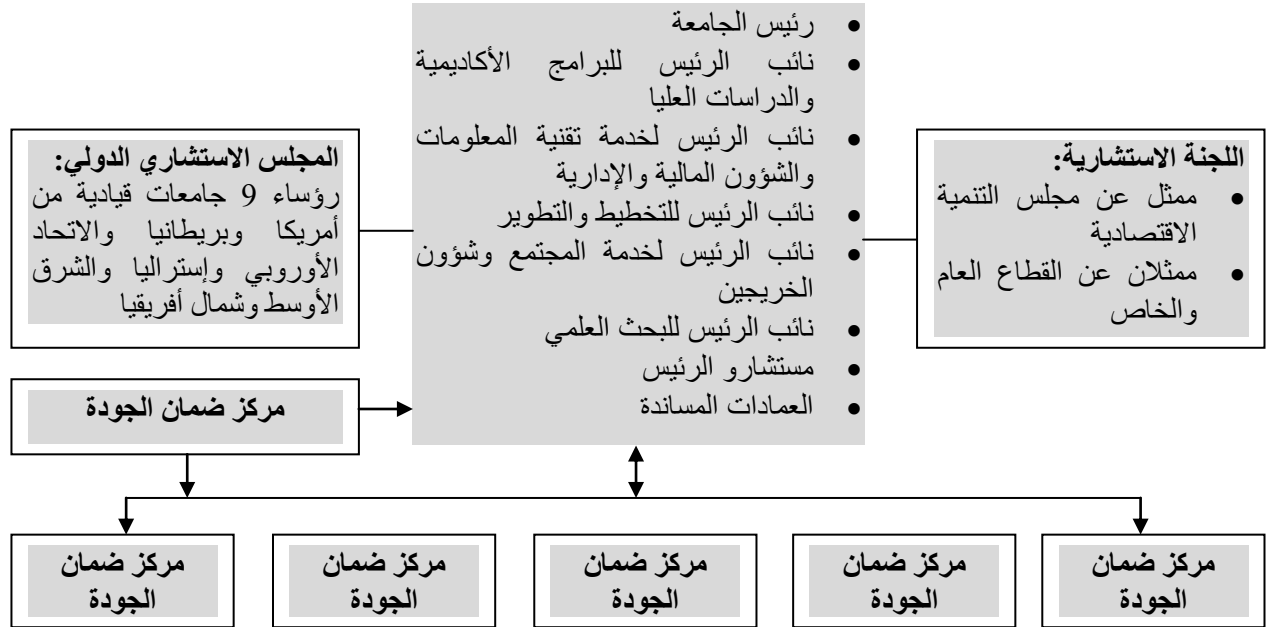 • رئيس الجامعة
• نائب الرئيس للبرامج الأكاديمية
والدراسات العليا
• نائب الرئيس لخدمة تقنية المعلومات
والشؤون المالية والإدارية
• نائب الرئيس للتخطيط والتطوير
• نائب الرئيس لخدمة المجتمع وشؤون
الخريجين
• نائب الرئيس للبحث العلمي
• مستشارو الرئيس
• العمادات المساندة
اللجنة الاستشارية:
• ممثل عن مجلس التنمية
الاقتصادية
• ممثلان عن القطاع العام
والخاص
المجلس الاستشاري الدولي:
رؤساء 9 جامعات قيادية من
أمريكا وبريطانيا والاتحاد
الأوروبي وإستراليا والشرق
الأوسط وشمال أفريقيا
مركز ضمان الجودة
مركز ضمان
الجودة
مركز ضمان
الجودة
مركز ضمان
الجودة
مركز ضمان
الجودة
مركز ضمان
الجودة